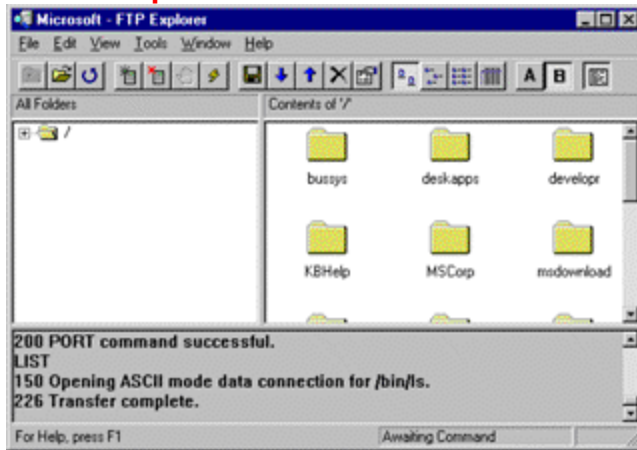 Microsoft - FTP Explorer
File Edit View Tools Window Help
A B
All Folders
Contents of '/'
/
bussys deskapps developr
KBHelp MSCorp msdownload
200 PORT command successful.
LIST
150 Opening ASCII mode data connection for /bin/ls.
226 Transfer complete.
For Help, press F1
Awaiting Command